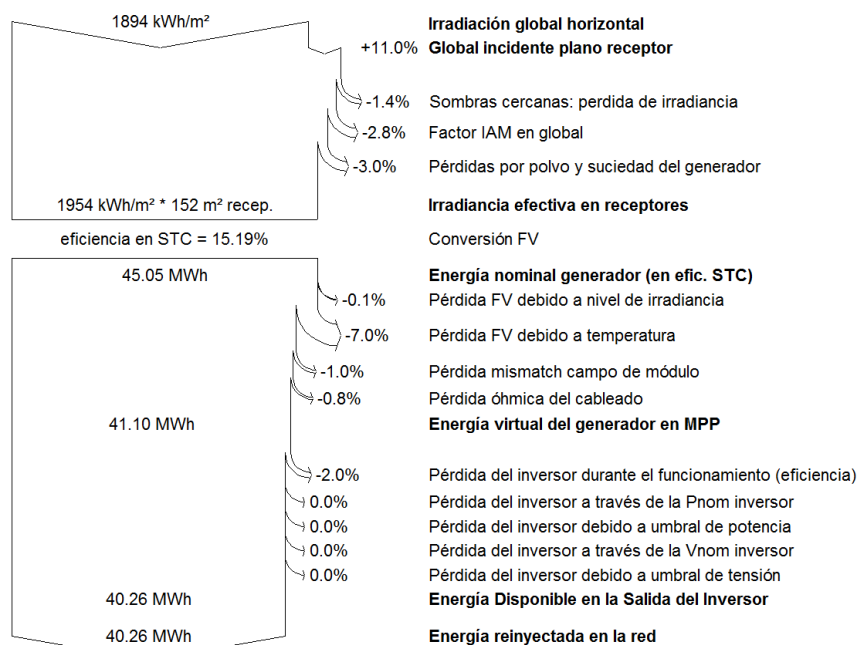 1894 kWh/m² Irradiación global horizontal
+11.0% Global incidente plano receptor
-1.4% Sombras cercanas: perdida de irradiancia
-2.8% Factor IAM en global
-3.0% Pérdidas por polvo y suciedad del generador
1954 kWh/m² * 152 m² recep. Irradiancia efectiva en receptores
eficiencia en STC = 15.19% Conversión FV
45.05 MWh Energía nominal generador (en efic. STC)
-0.1% Pérdida FV debido a nivel de irradiancia
-7.0% Pérdida FV debido a temperatura
-1.0% Pérdida mismatch campo de módulo
-0.8% Pérdida óhmica del cableado
41.10 MWh Energía virtual del generador en MPP
-2.0% Pérdida del inversor durante el funcionamiento (eficiencia)
0.0% Pérdida del inversor a través de la Pnom inversor
0.0% Pérdida del inversor debido a umbral de potencia
0.0% Pérdida del inversor a través de la Vnom inversor
0.0% Pérdida del inversor debido a umbral de tensión
40.26 MWh Energía Disponible en la Salida del Inversor
40.26 MWh Energía reinyectada en la red